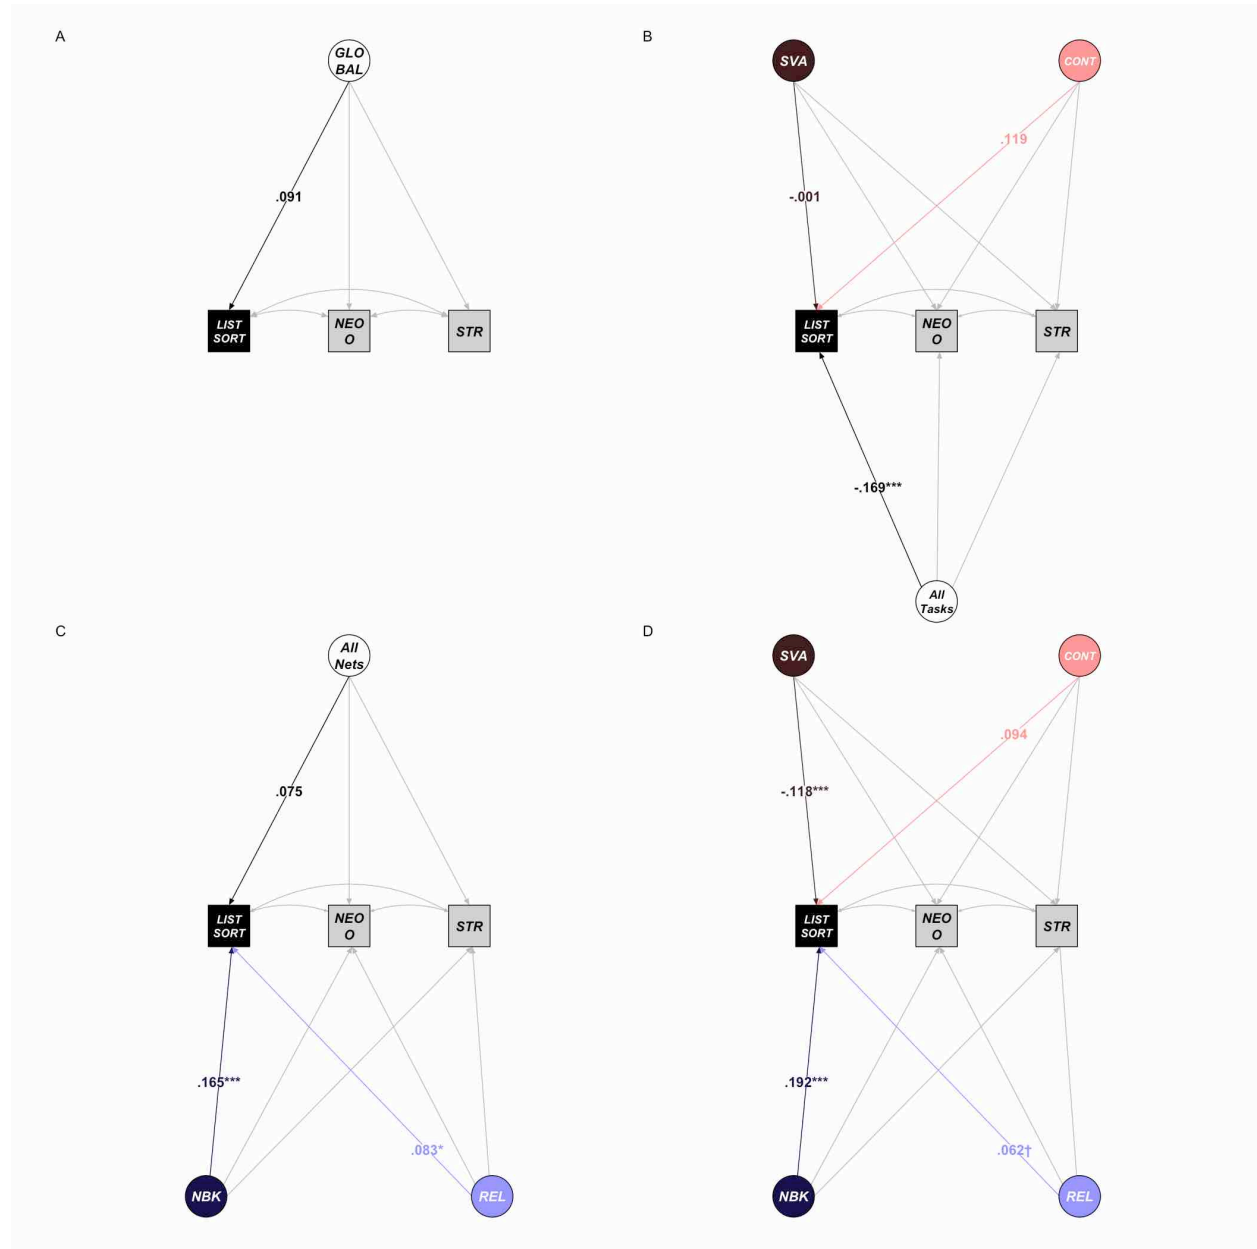 A
GLO
BAL
.091
LIST
SORT
NEO
O
STR
B
SVA
CONT
.119
-.001
LIST
SORT
NEO
O
STR
-.169***
All
Tasks
C
All
Nets
.075
LIST
SORT
NEO
O
STR
.165***
.083*
NBK
REL
D
SVA
CONT
.094
-.118***
LIST
SORT
NEO
O
STR
.192***
.062†
NBK
REL